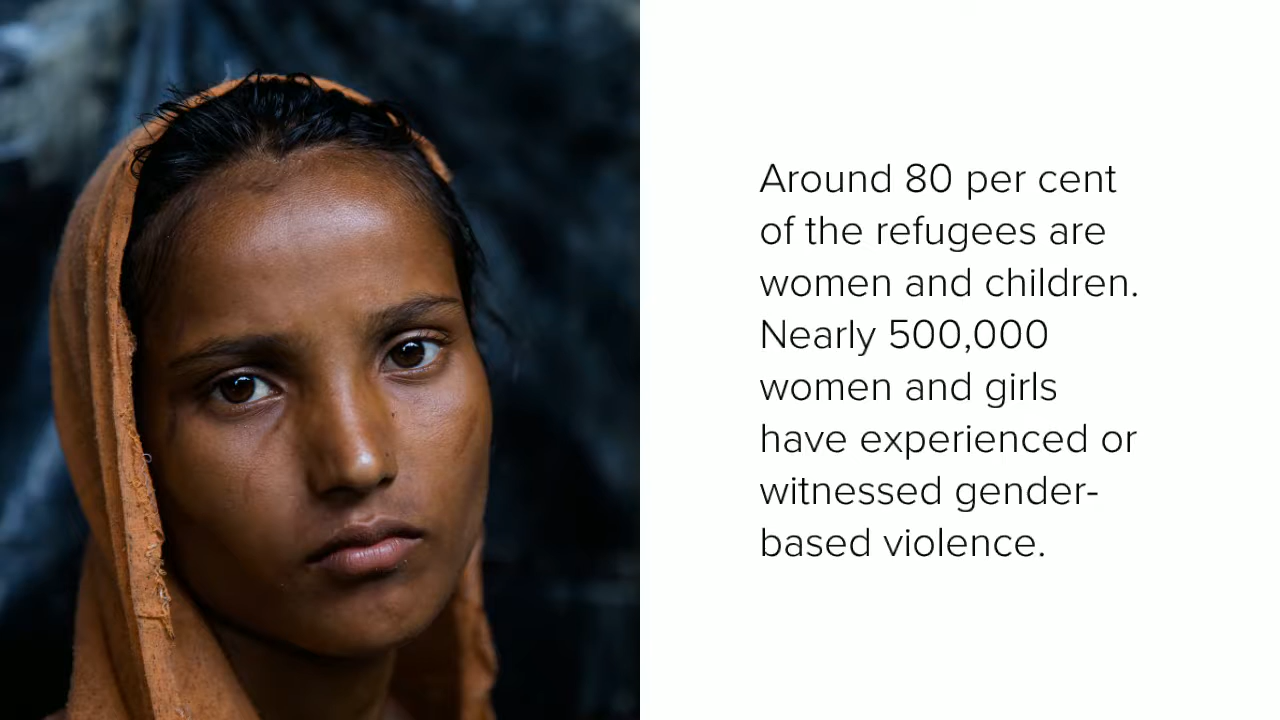 Around 80 per cent
of the refugees are
women and children.
Nearly 500,000
women and girls
have experienced or
witnessed gender-
based violence.